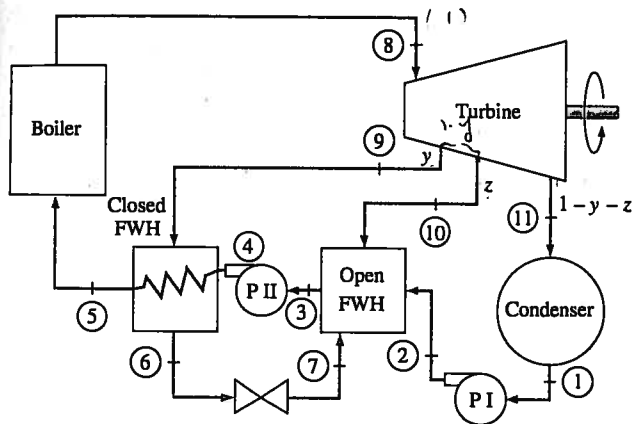 8
Boiler
Turbine
9
y
z
Closed
FWH
10
11
1 − y − z
4
Open
FWH
P II
3
Condenser
5
6
7
2
P I
1